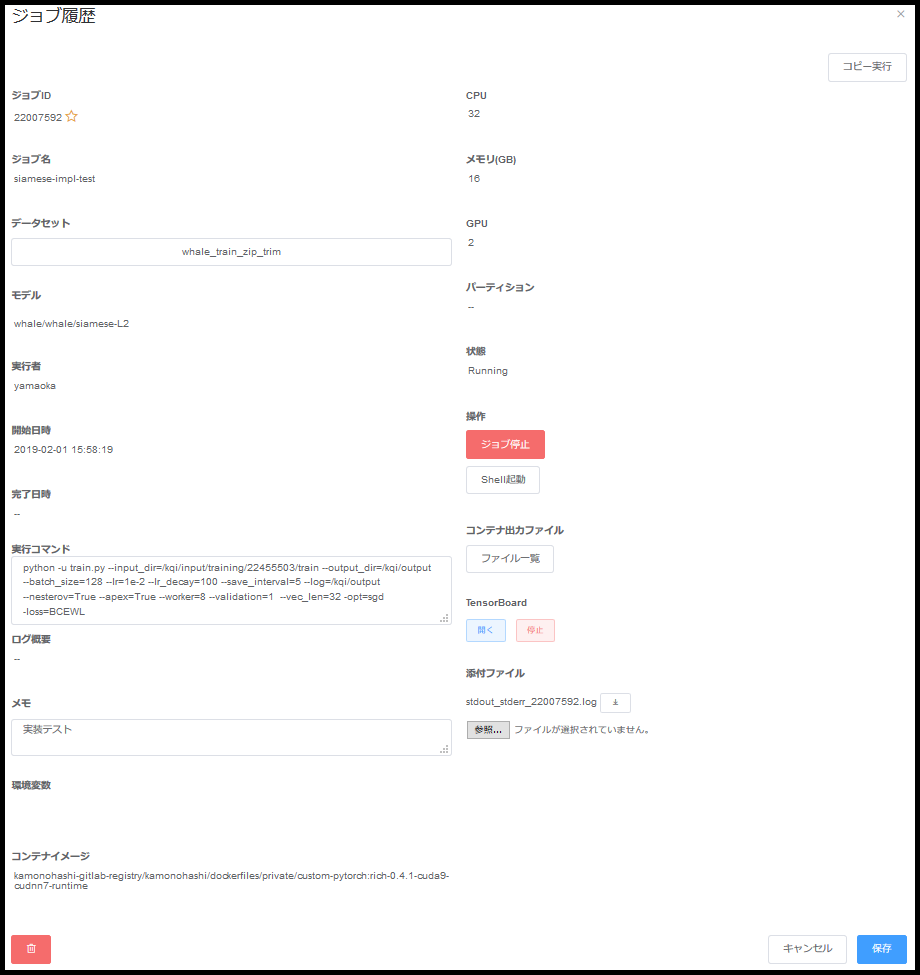 ジョブ履歴
×
コピー実行
ジョブID
22007592
ジョブ名
siamese-impl-test
データセット
whale_train_zip_trim
モデル
whale/whale/siamese-L2
実行者
yamaoka
開始日時
2019-02-01 15:58:19
完了日時
--
実行コマンド
python -u train.py --input_dir=/kqi/input/training/22455503/train --output_dir=/kqi/output
--batch_size=128 --lr=1e-2 --lr_decay=100 --save_interval=5 --log=/kqi/output
--nesterov=True --apex=True --worker=8 --validation=1  --vec_len=32 -opt=sgd
-loss=BCEWL
ログ概要
--
メモ
実装テスト
環境変数
コンテナイメージ
kamonohashi-gitlab-registry/kamonohashi/dockerfiles/private/custom-pytorch:rich-0.4.1-cuda9-
cudnn7-runtime
CPU
32
メモリ(GB)
16
GPU
2
パーティション
--
状態
Running
操作
ジョブ停止
Shell起動
コンテナ出力ファイル
ファイル一覧
TensorBoard
開く 停止
添付ファイル
stdout_stderr_22007592.log
参照... ファイルが選択されていません。
キャンセル 保存